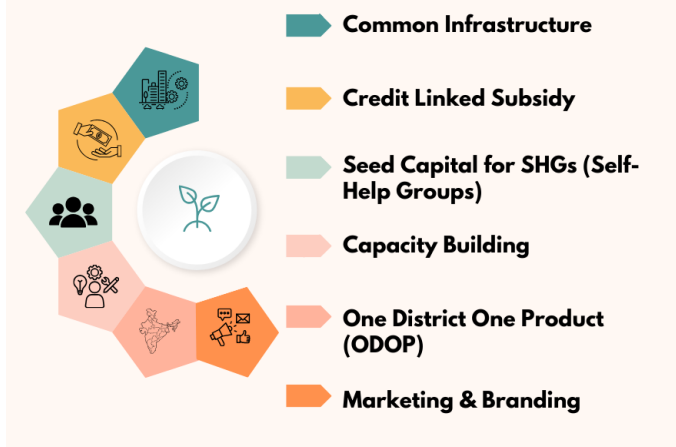 Common Infrastructure
Credit Linked Subsidy
Seed Capital for SHGs (Self-
Help Groups)
Capacity Building
One District One Product
(ODOP)
Marketing & Branding